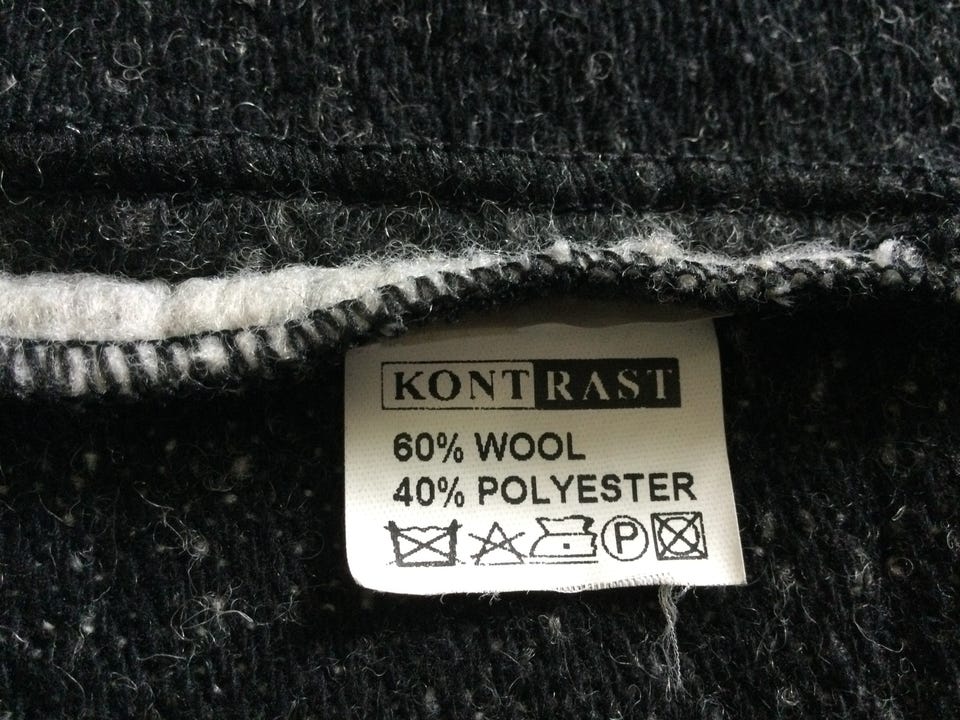 KONTRAST
60% WOOL
40% POLYESTER
P